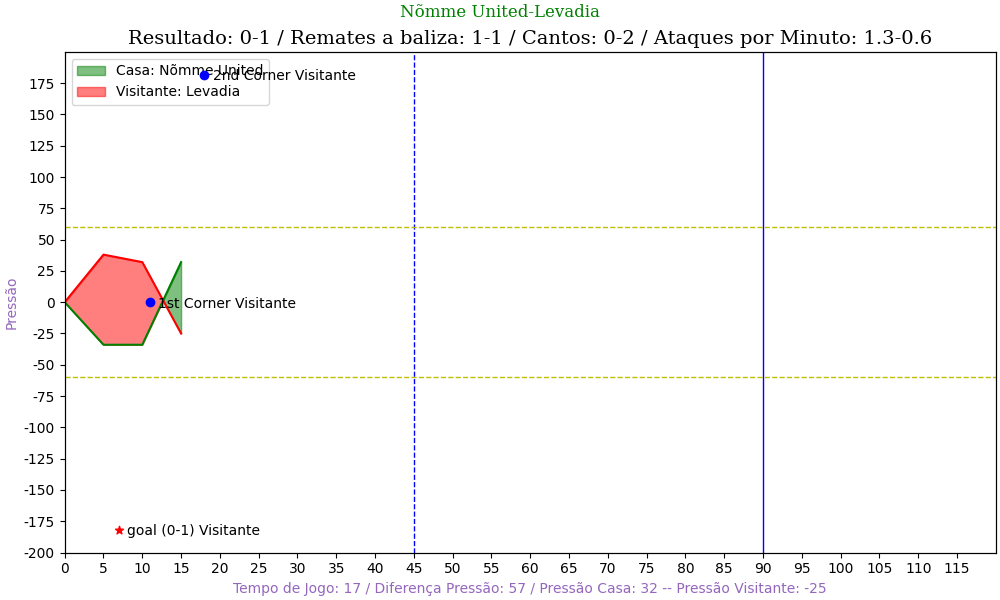 Nõmme United-Levadia
Resultado: 0-1 / Remates a baliza: 1-1 / Cantos: 0-2 / Ataques por Minuto: 1.3-0.6
Casa: Nõmme United
Visitante: Levadia
2nd Corner Visitante
175
150
125
100
75
50
25
0
-25
-50
-75
-100
-125
-150
-175
-200
Pressão
1st Corner Visitante
goal (0-1) Visitante
0 5 10 15 20 25 30 35 40 45 50 55 60 65 70 75 80 85 90 95 100 105 110 115
Tempo de Jogo: 17 / Diferença Pressão: 57 / Pressão Casa: 32 -- Pressão Visitante: -25